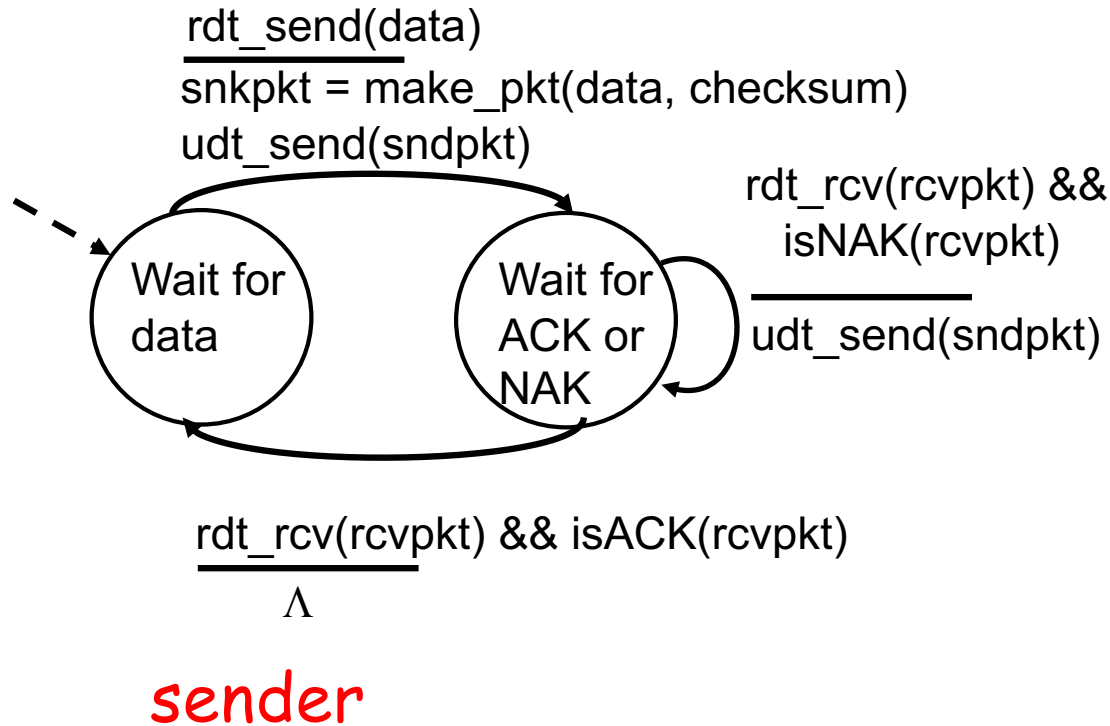 rdt_send(data)
snkpkt = make_pkt(data, checksum)
udt_send(sndpkt)
rdt_rcv(rcvpkt) &&
isNAK(rcvpkt)
udt_send(sndpkt)
Wait for
data
Wait for
ACK or
NAK
rdt_rcv(rcvpkt) && isACK(rcvpkt)
Λ
sender